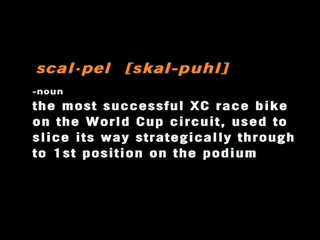 scal·pel [skal-puhl]
-noun
the most successful XC race bike
on the World Cup circuit, used to
slice its way strategically through
to 1st position on the podium